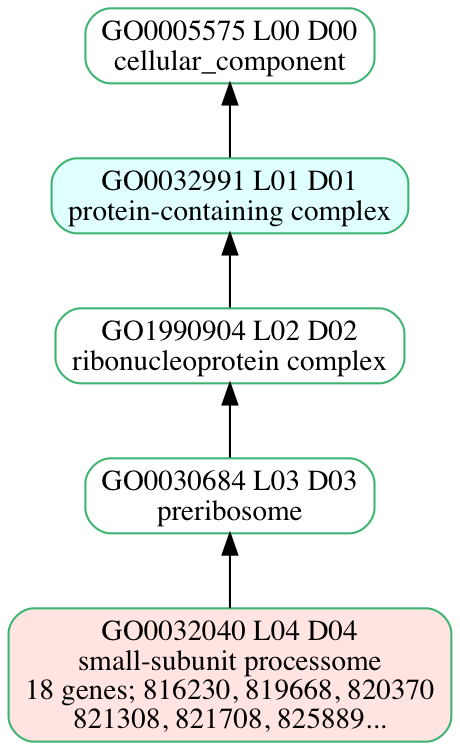 GO0005575 L00 D00
cellular_component
GO0032991 L01 D01
protein-containing complex
GO1990904 L02 D02
ribonucleoprotein complex
GO0030684 L03 D03
preribosome
GO0032040 L04 D04
small-subunit processome
18 genes; 816230, 819668, 820370
821308, 821708, 825889...